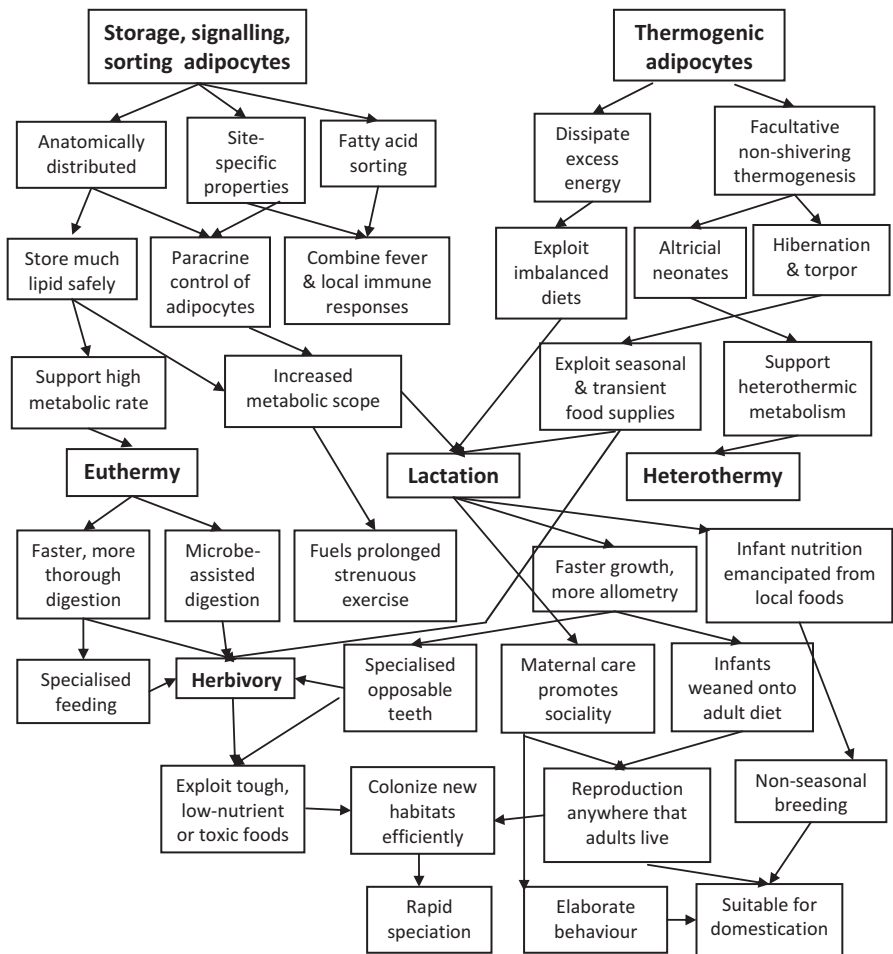 Storage, signalling,
sorting adipocytes
Thermogenic
adipocytes
Anatomically
distributed
Site-
specific
properties
Fatty acid
sorting
Dissipate
excess
energy
Facultative
non-shivering
thermogenesis
Store much
lipid safely
Paracrine
control of
adipocytes
Combine fever
& local immune
responses
Exploit
imbalanced
diets
Altricial
neonates
Hibernation
& torpor
Support high
metabolic rate
Increased
metabolic scope
Exploit seasonal
& transient
food supplies
Support
heterothermic
metabolism
Euthermy
Lactation
Heterothermy
Faster, more
thorough
digestion
Microbe-
assisted
digestion
Fuels prolonged
strenuous
exercise
Faster growth,
more allometry
Infant nutrition
emancipated from
local foods
Specialised
feeding
Herbivory
Specialised
opposable
teeth
Maternal care
promotes
sociality
Infants
weaned onto
adult diet
Exploit tough,
low-nutrient
or toxic foods
Colonize new
habitats
efficiently
Reproduction
anywhere that
adults live
Non-seasonal
breeding
Rapid
speciation
Elaborate
behaviour
Suitable for
domestication